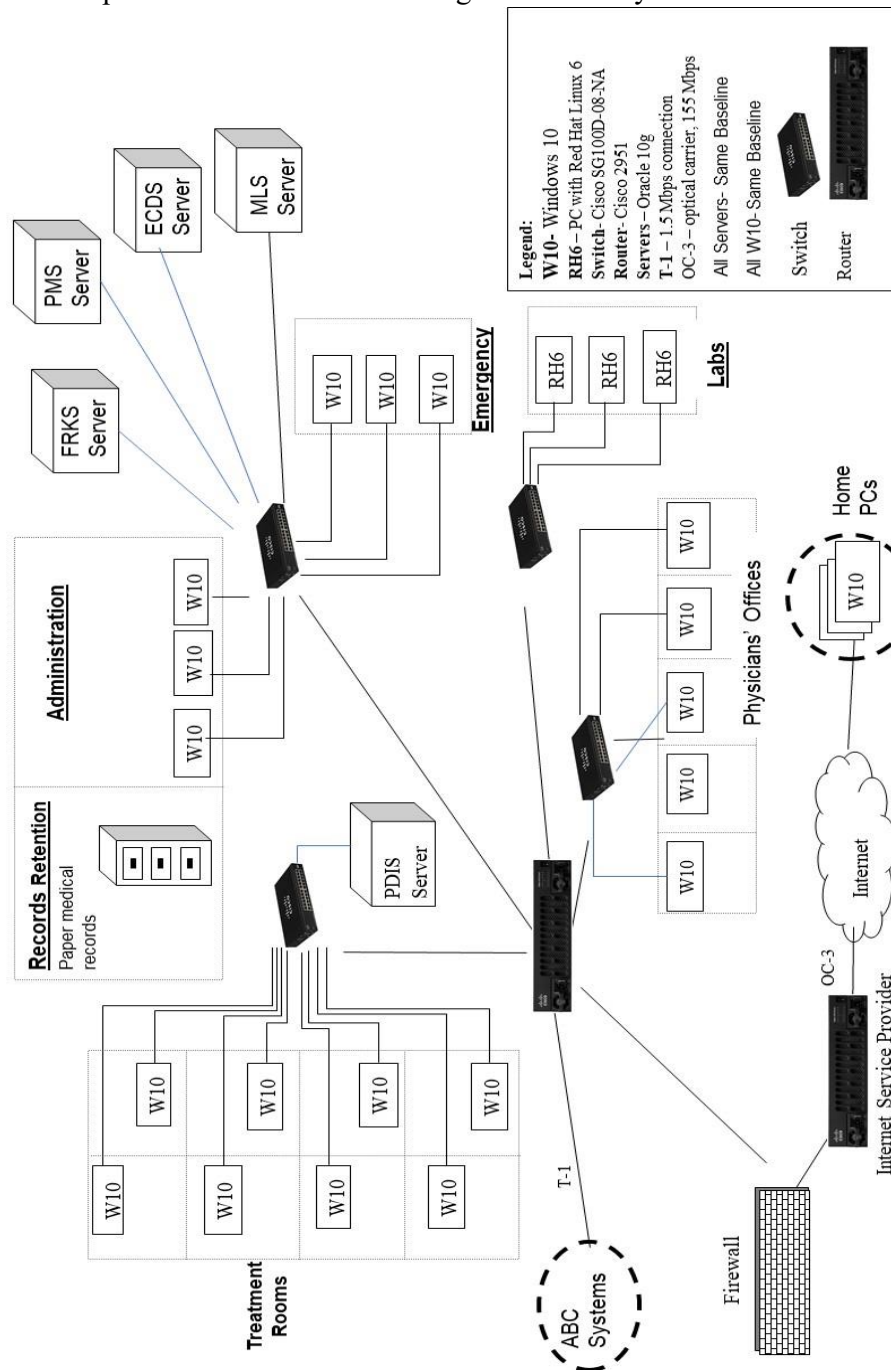 Records Retention
Paper medical
records
Administration
FRKS
Server
PMS
Server
ECDS
Server
MLS
Server
W10
W10
W10
W10
W10
W10
W10
W10
Treatment
Rooms
W10
W10
W10
PDIS
Server
W10
W10
W10
Emergency
ABC
Systems
T-1
RH6
RH6
RH6
Labs
W10
W10
W10
W10
W10
Physicians' Offices
Firewall
Internet Service Provider
OC-3
Internet
W10
Home
PCs
Legend:
W10- Windows 10
RH6 – PC with Red Hat Linux 6
Switch- Cisco SG100D-08-NA
Router- Cisco 2951
Servers – Oracle 10g
T-1 – 1.5 Mbps connection
OC-3 – optical carrier, 155 Mbps
All Servers- Same Baseline
All W10-Same Baseline
Switch
Router